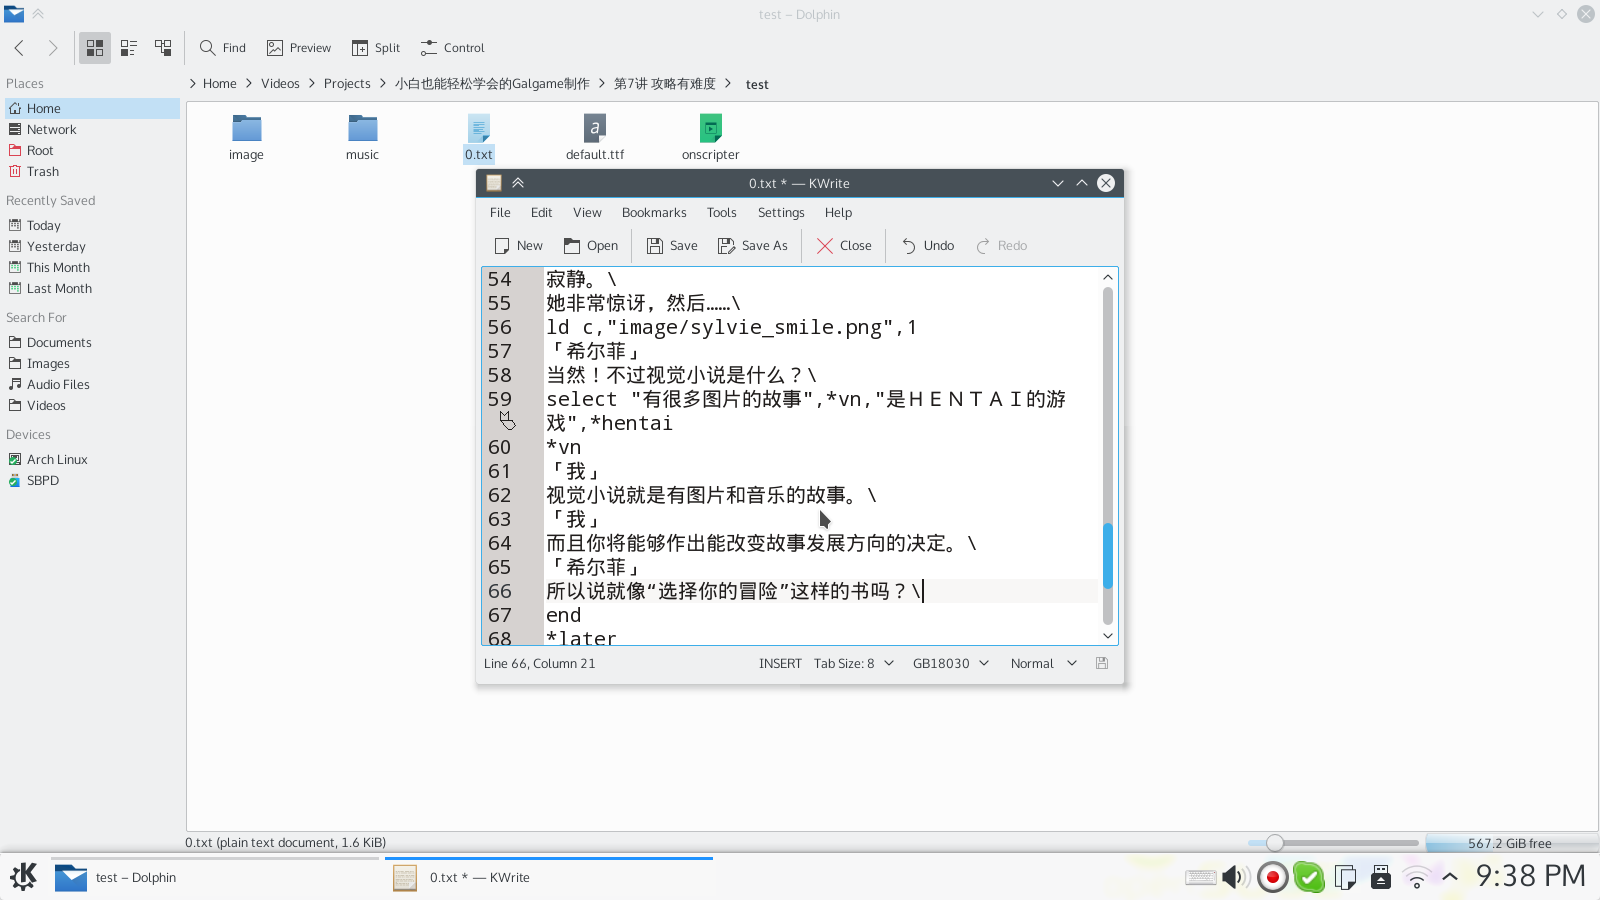 test – Dolphin
Find
Preview
Split
Control
Places
Home
Videos
Projects
小白也能轻松学会的Galgame制作
第7讲 攻略有难度
test
Home
Network
Root
Trash
Recently Saved
Today
Yesterday
This Month
Last Month
Search For
Documents
Images
Audio Files
Videos
Devices
Arch Linux
SBPD
image
music
0.txt
default.ttf
onscripter
0.txt * — KWrite
File
Edit
View
Bookmarks
Tools
Settings
Help
New
Open
Save
Save As
Close
Undo
Redo
54 寂静。\
55 她非常惊讶，然后……\
56 ld c,"image/sylvie_smile.png",1
57 「希尔菲」
58 当然！不过视觉小说是什么？\
59 select "有很多图片的故事",*vn,"是ＨＥＮＴＡＩ的游
戏",*hentai
60 *vn
61 「我」
62 视觉小说就是有图片和音乐的故事。\
63 「我」
64 而且你将能够作出能改变故事发展方向的决定。\
65 「希尔菲」
66 所以说就像“选择你的冒险”这样的书吗？\
67 end
68 *later
Line 66, Column 21
INSERT
Tab Size: 8
GB18030
Normal
0.txt (plain text document, 1.6 KiB)
567.2 GiB free
test – Dolphin
0.txt * — KWrite
9:38 PM